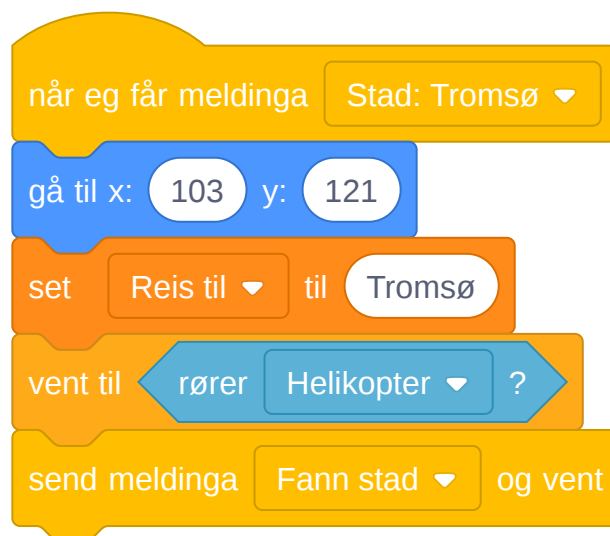 når eg får meldinga Stad: Tromsø
gå til x: 103 y: 121
set Reis til til Tromsø
vent til rører Helikopter ?
send meldinga Fann stad og vent